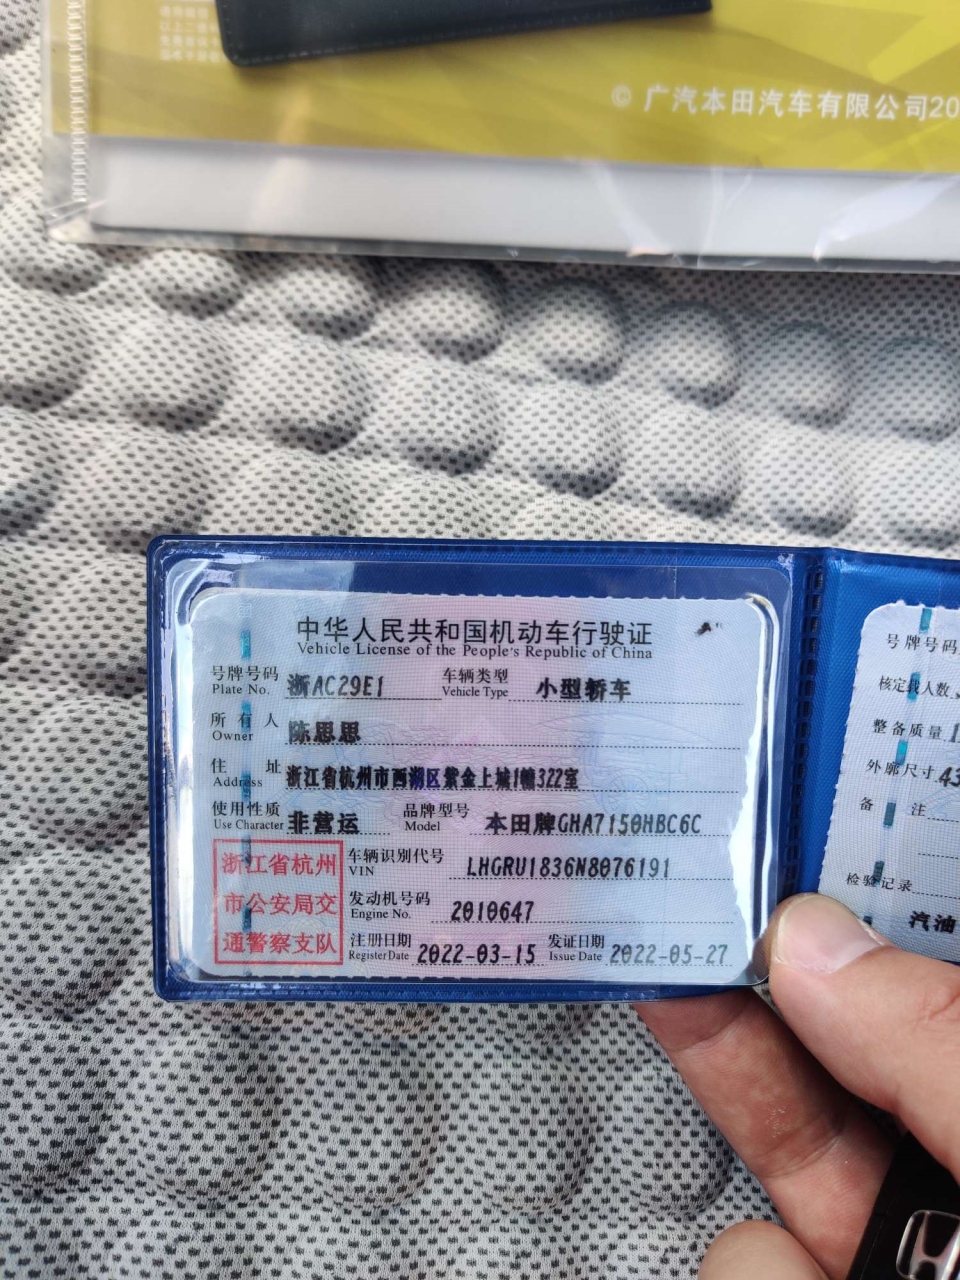 © 广汽本田汽车有限公司20
中华人民共和国机动车行驶证
Vehicle License of the People's Republic of China
号牌号码 浙AC29E1 车辆类型 小型轿车
Plate No. Vehicle Type
所有人 陈思思
Owner
住址 浙江省杭州市西湖区紫金上城1幢322室
Address
使用性质 非营运 品牌型号 本田牌GHA7150HBC6C
Use Character Model
浙江省杭州
市公安局交
通警察支队
车辆识别代号 LHGRU1836N8076191
VIN
发动机号码 2010647
Engine No.
注册日期 2022-03-15 发证日期 2022-05-27
Register Date Issue Date
号牌号码
核定载人数
整备质量
外廓尺寸 43
备注
检验记录
汽油